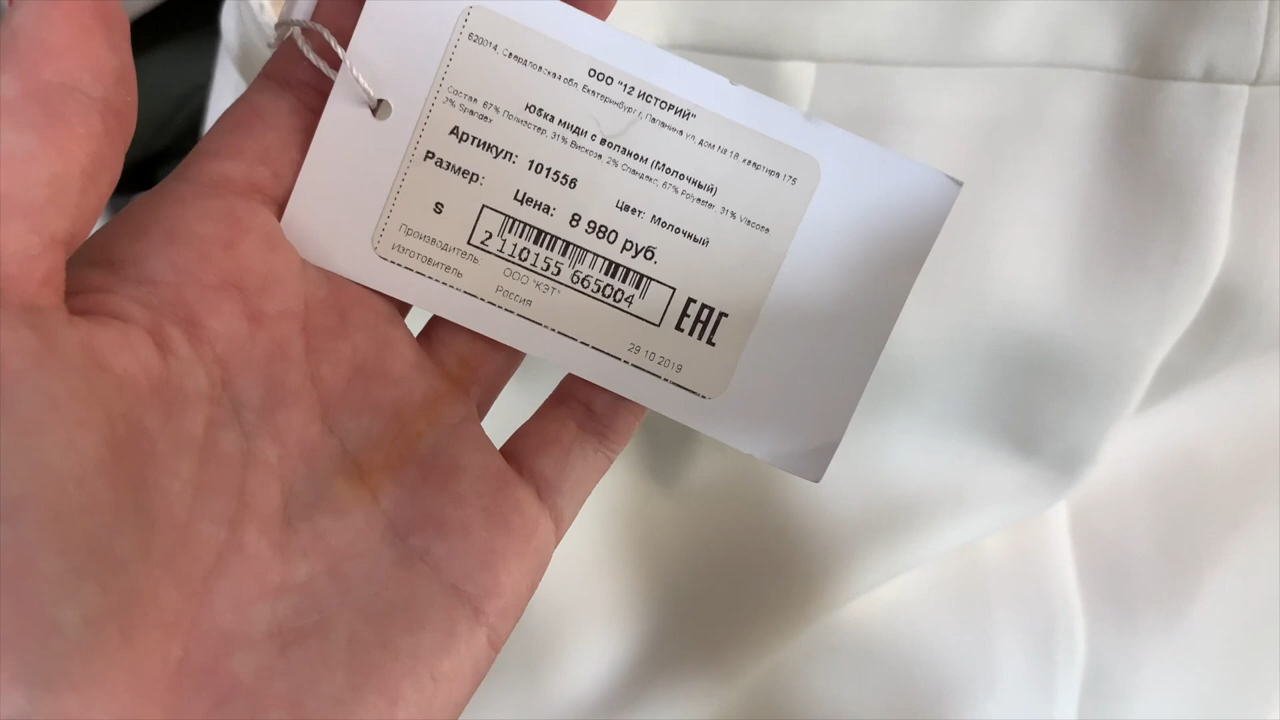 ООО "12 ИСТОРИЙ"
620014, Свердловская обл, Екатеринбург г, Папанина ул, дом № 18, квартира 175
Юбка миди с воланом (Молочный)
Состав: 67% Полиэстер, 31% Вискоза, 2% Спандекс, 67% Polyester, 31% Viscose,
2% Spandex
Артикул: 101556
Цвет: Молочный
Размер:
S
Цена: 8 980 руб.
2 110155 665004
EAC
Производитель ООО "КЭТ"
Изготовитель Россия
29 10 2019